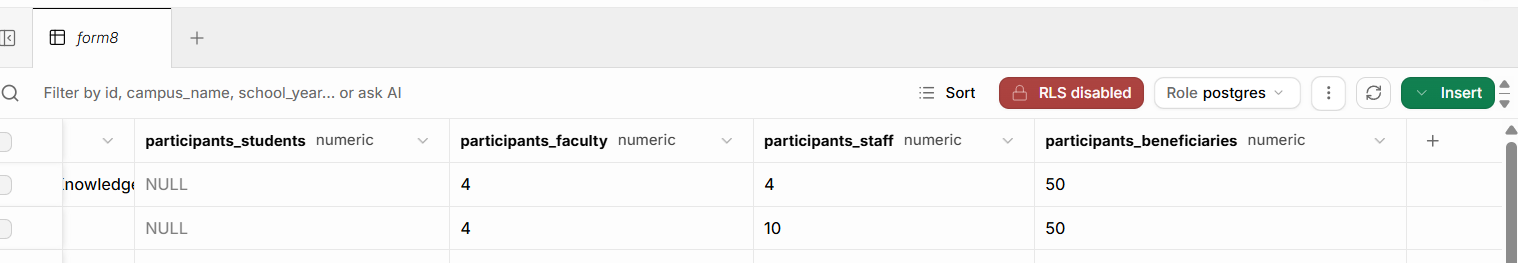 form8
Filter by id, campus_name, school_year... or ask AI Sort RLS disabled Role postgres Insert
participants_students numeric participants_faculty numeric participants_staff numeric participants_beneficiaries numeric
Knowledge NULL 4 4 50
NULL 4 10 50